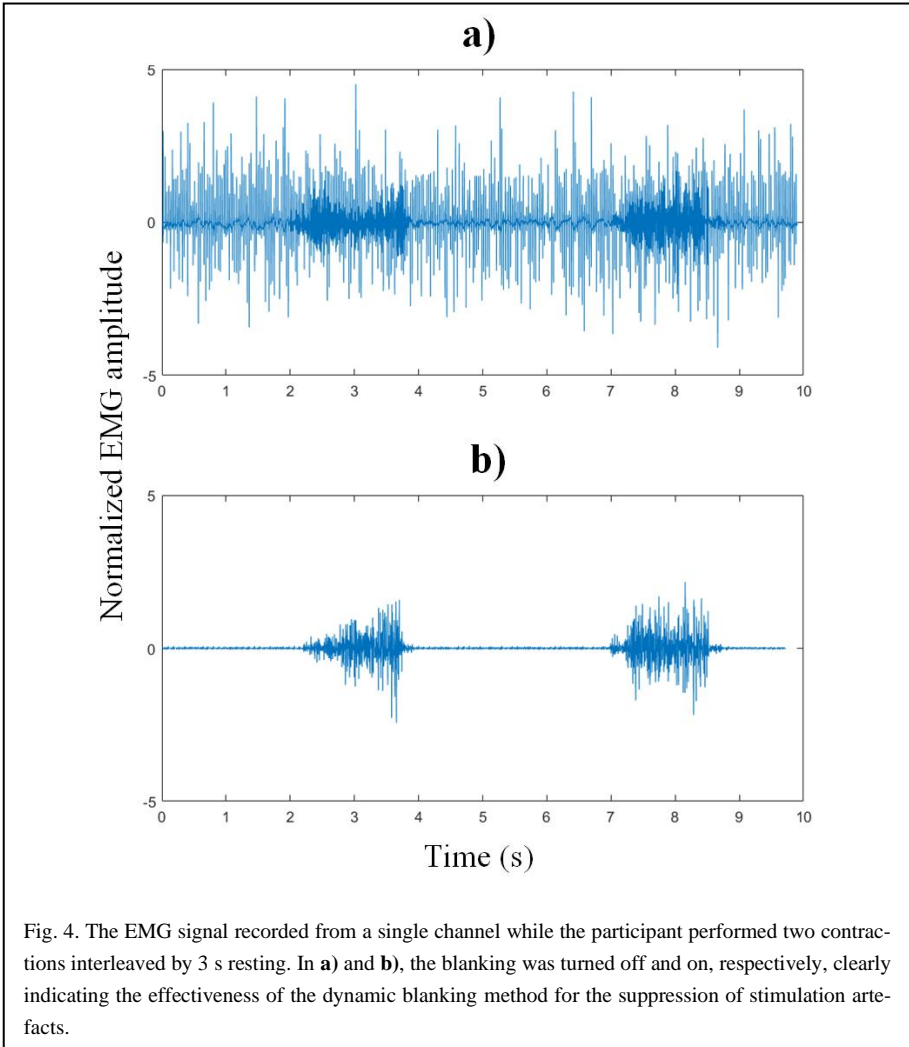 a)
5
0
-5
0 1 2 3 4 5 6 7 8 9 10
Normalized EMG amplitude
b)
5
0
-5
0 1 2 3 4 5 6 7 8 9 10
Time (s)
Fig. 4. The EMG signal recorded from a single channel while the participant performed two contrac-
tions interleaved by 3 s resting. In a) and b), the blanking was turned off and on, respectively, clearly
indicating the effectiveness of the dynamic blanking method for the suppression of stimulation arte-
facts.